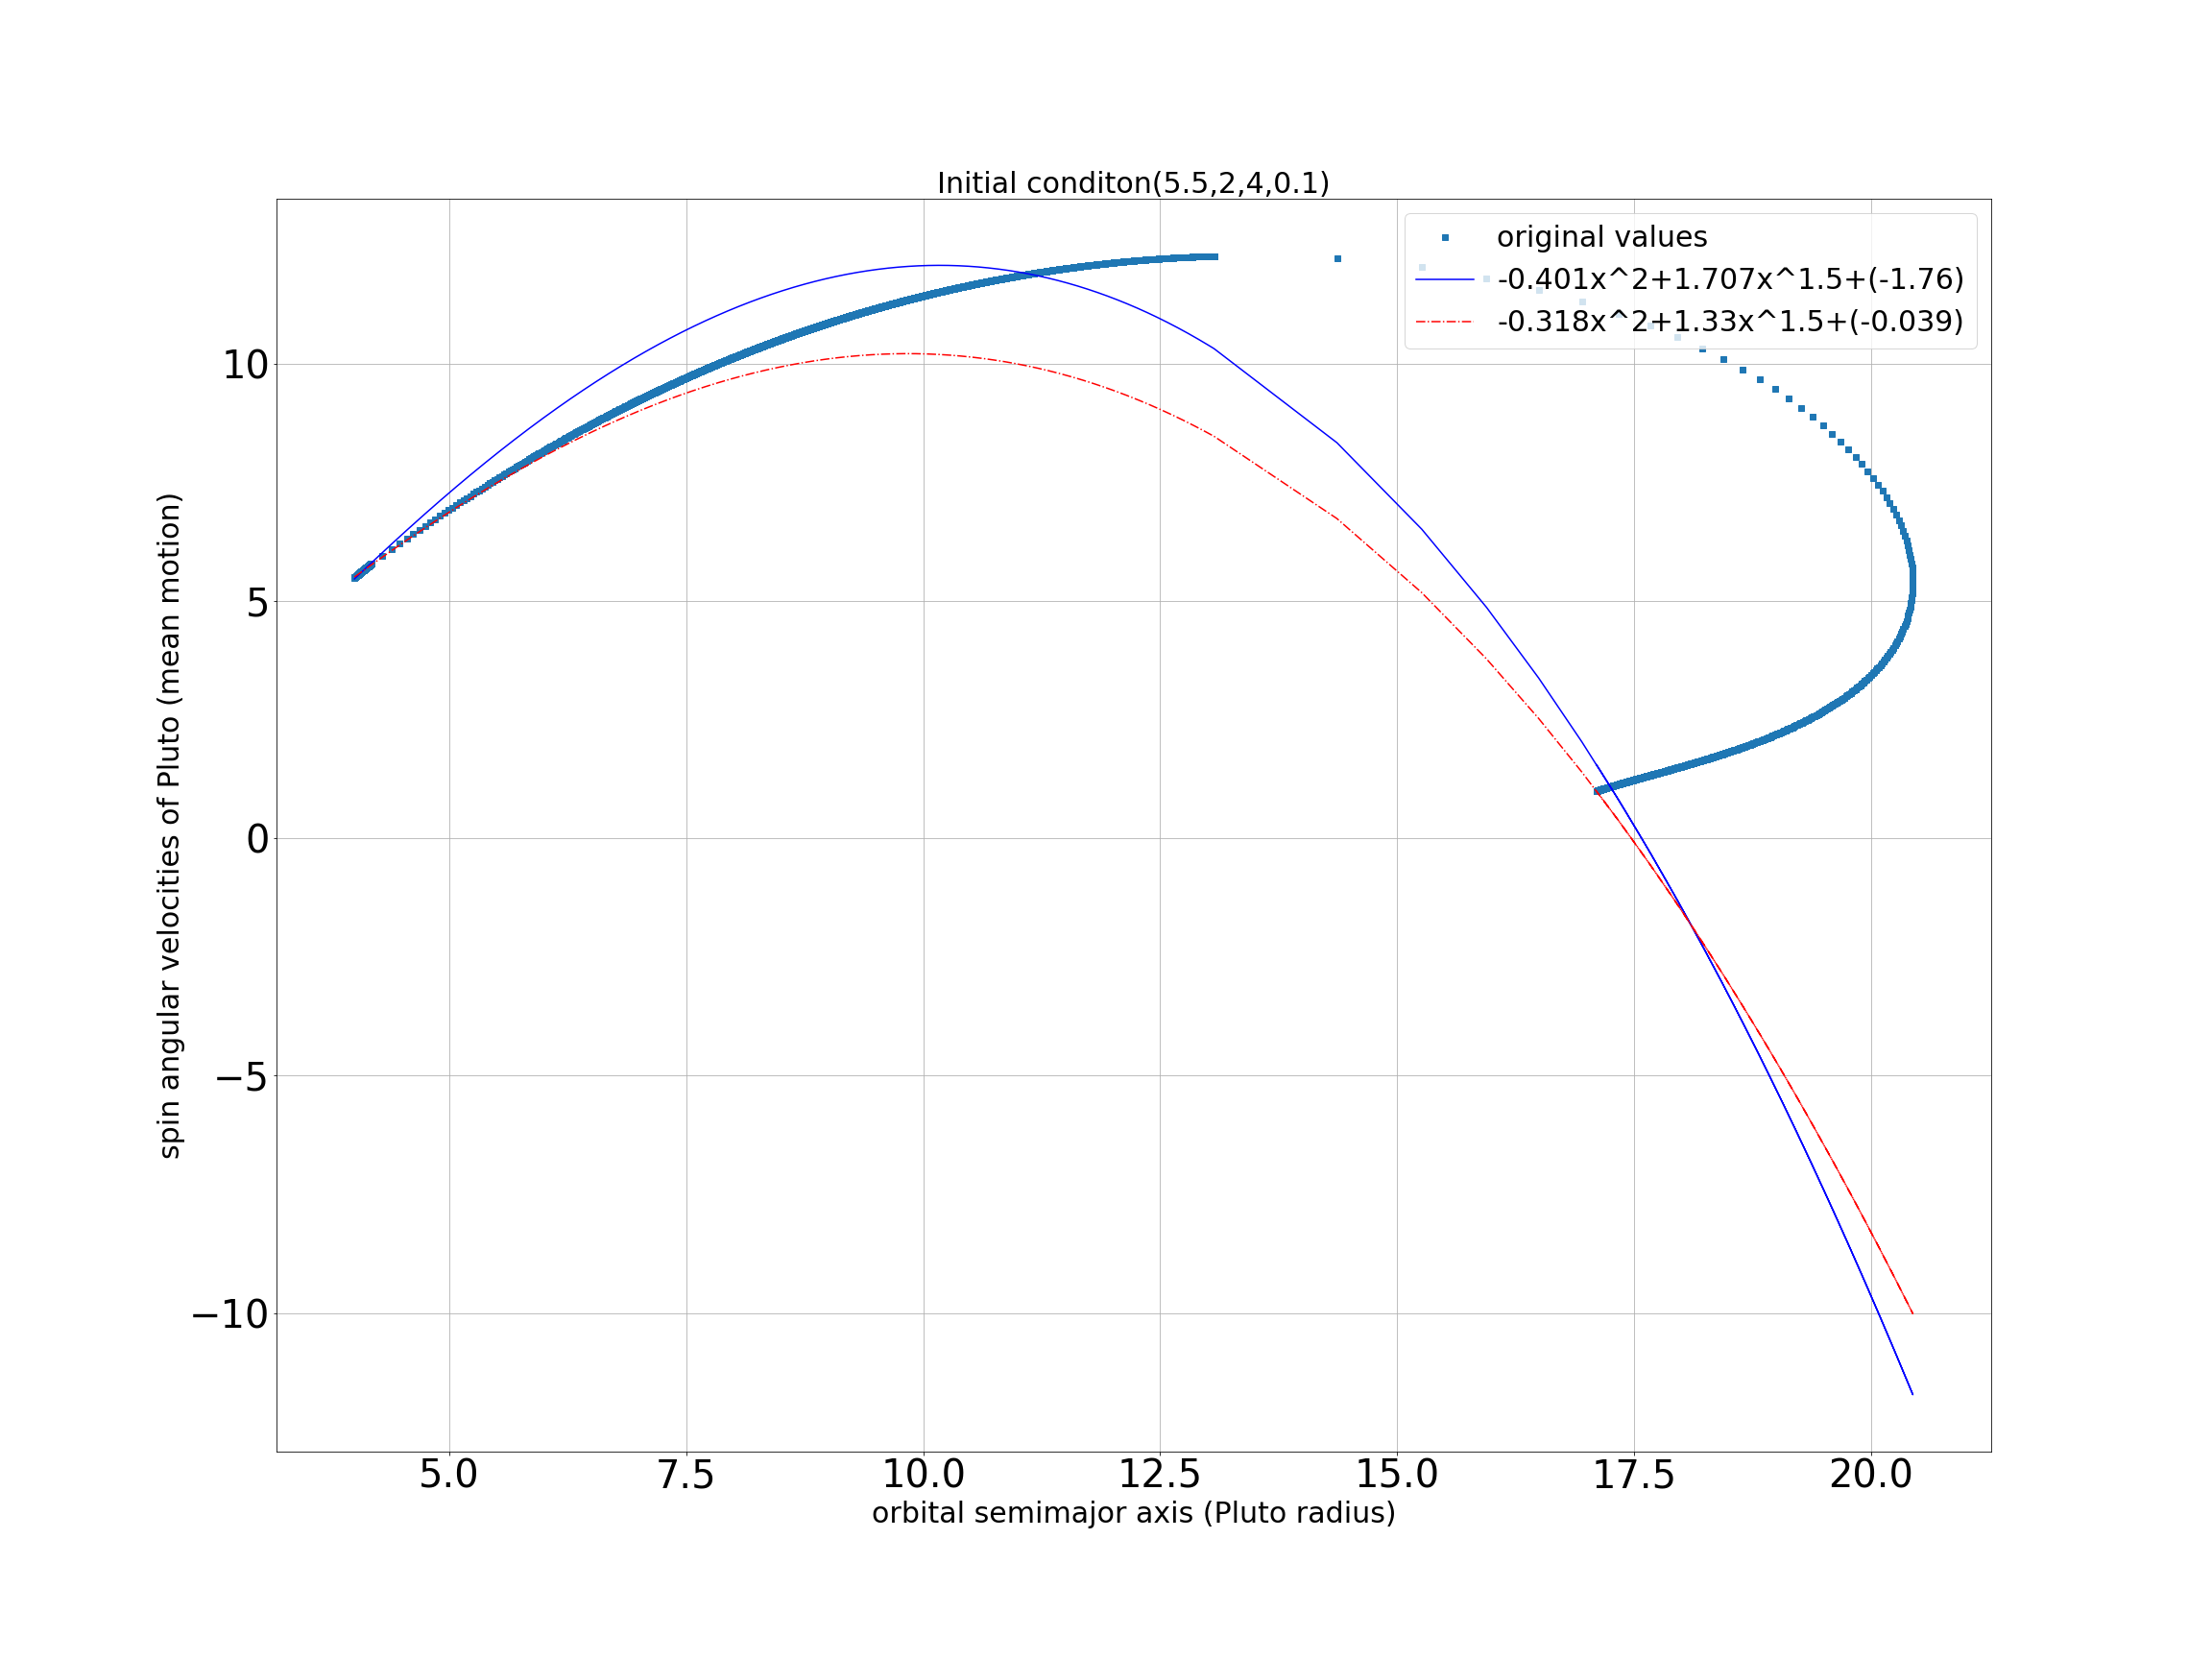 Initial conditon(5.5,2,4,0.1)
original values
-0.401x^2+1.707x^1.5+(-1.76)
-0.318x^2+1.33x^1.5+(-0.039)
10
5
0
−5
−10
spin angular velocities of Pluto (mean motion)
5.0 7.5 10.0 12.5 15.0 17.5 20.0
orbital semimajor axis (Pluto radius)